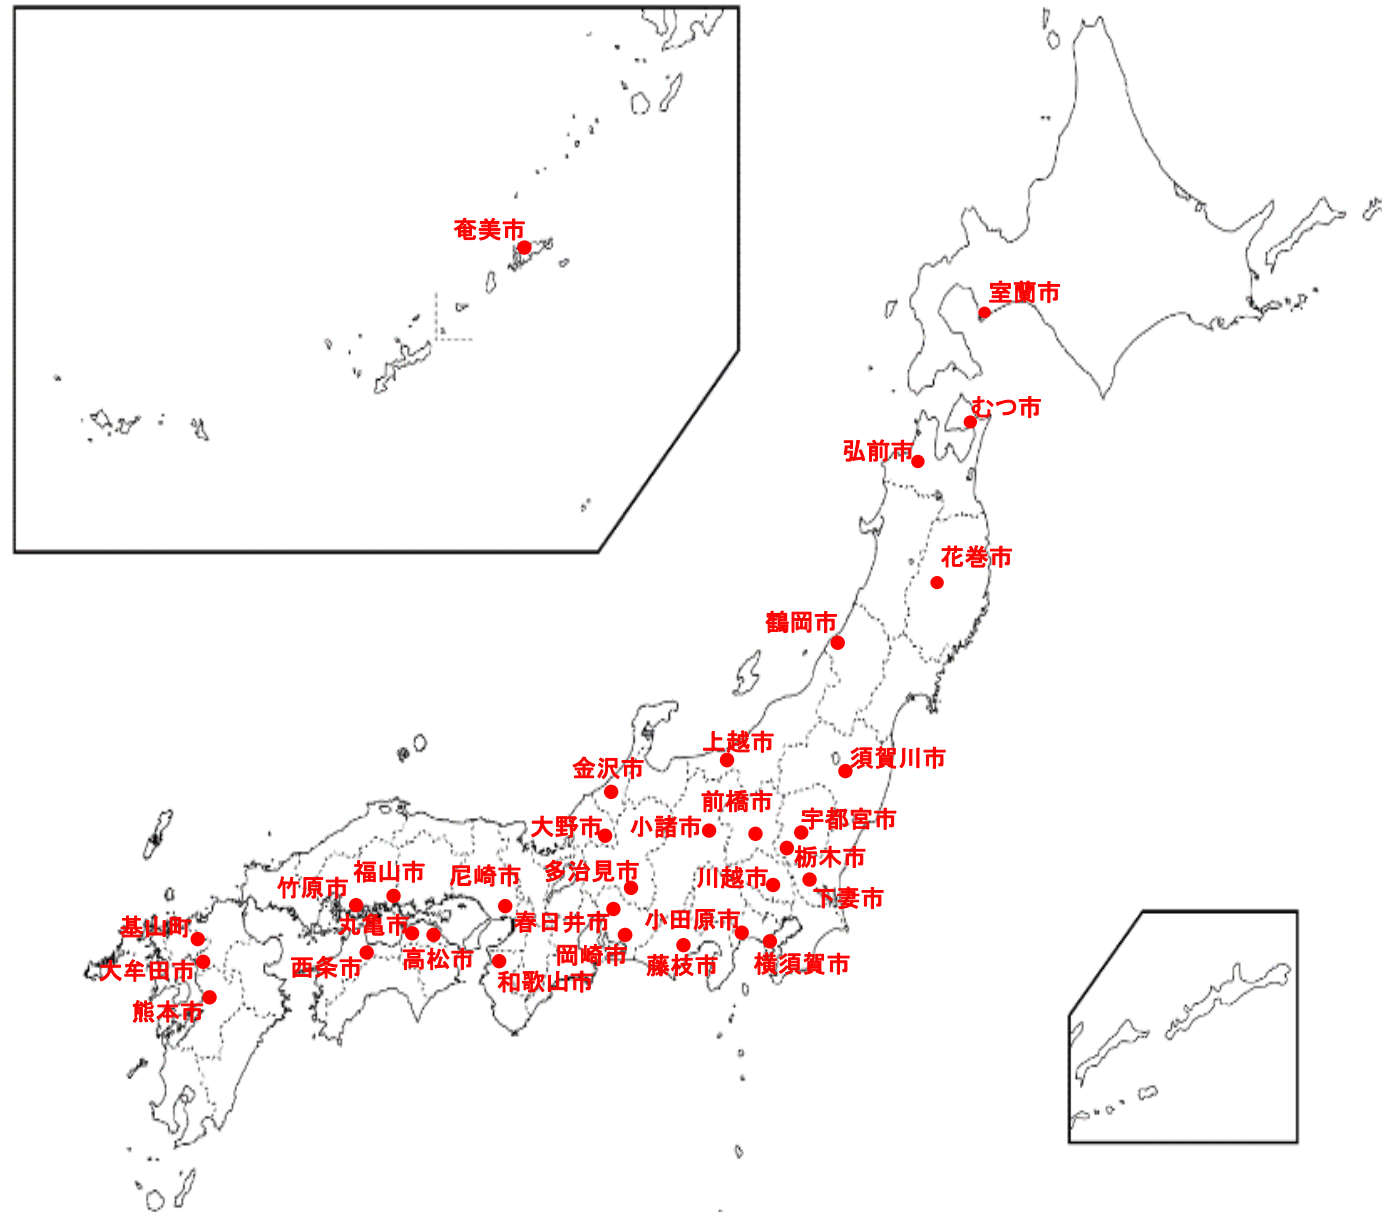 奄美市
室蘭市
むつ市
弘前市
花巻市
鶴岡市
上越市
須賀川市
金沢市
前橋市
宇都宮市
大野市
小諸市
栃木市
多治見市
川越市
下妻市
福山市
尼崎市
竹原市
春日井市
小田原市
丸亀市
基山町
岡崎市
藤枝市
横須賀市
高松市
西条市
大牟田市
和歌山市
熊本市